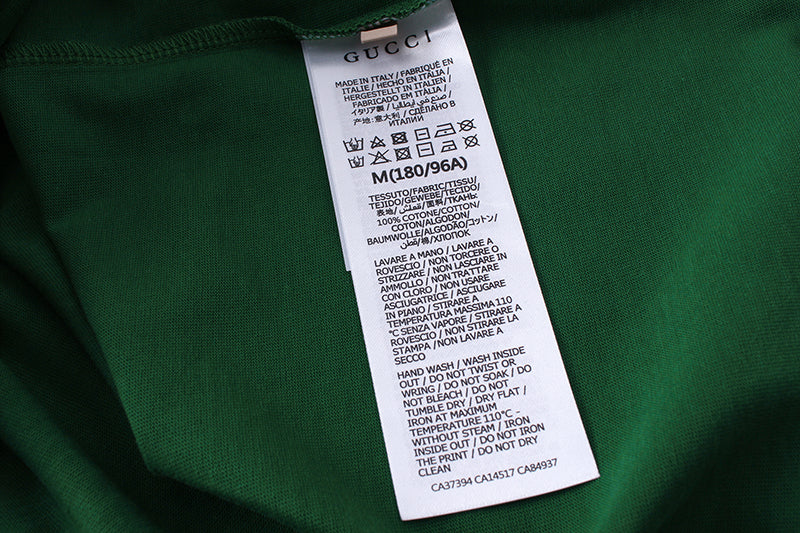 GUCCI
MADE IN ITALY / FABRIQUÉ EN
ITALIE / HECHO EN ITALIA /
HERGESTELLT IN ITALIEN /
FABRICADO EM ITÁLIA /
イタリア製 / صنع في إيطاليا /
产地: 意大利 / СДЕЛАНО В
ИТАЛИИ
M(180/96A)
TESSUTO/FABRIC/TISSU/
TEJIDO/GEWEBE/TECIDO/
表地/قماش/面料/ТКАНЬ:
100% COTONE/COTTON/
COTON/ALGODON/
BAUMWOLLE/ALGODÃO/コットン/
قطن/棉/ХЛОПОК
LAVARE A MANO / LAVARE A
ROVESCIO / NON TORCERE O
STRIZZARE / NON LASCIARE IN
AMMOLLO / NON TRATTARE
CON CLORO / NON USARE
ASCIUGATRICE / ASCIUGARE
IN PIANO / STIRARE A
TEMPERATURA MASSIMA 110
°C SENZA VAPORE / STIRARE A
ROVESCIO / NON STIRARE LA
STAMPA / NON LAVARE A
SECCO
HAND WASH / WASH INSIDE
OUT / DO NOT TWIST OR
WRING / DO NOT SOAK / DO
NOT BLEACH / DO NOT
TUMBLE DRY / DRY FLAT /
IRON AT MAXIMUM
TEMPERATURE 110°C -
WITHOUT STEAM / IRON
INSIDE OUT / DO NOT IRON
THE PRINT / DO NOT DRY
CLEAN
CA37394 CA14517 CA84937